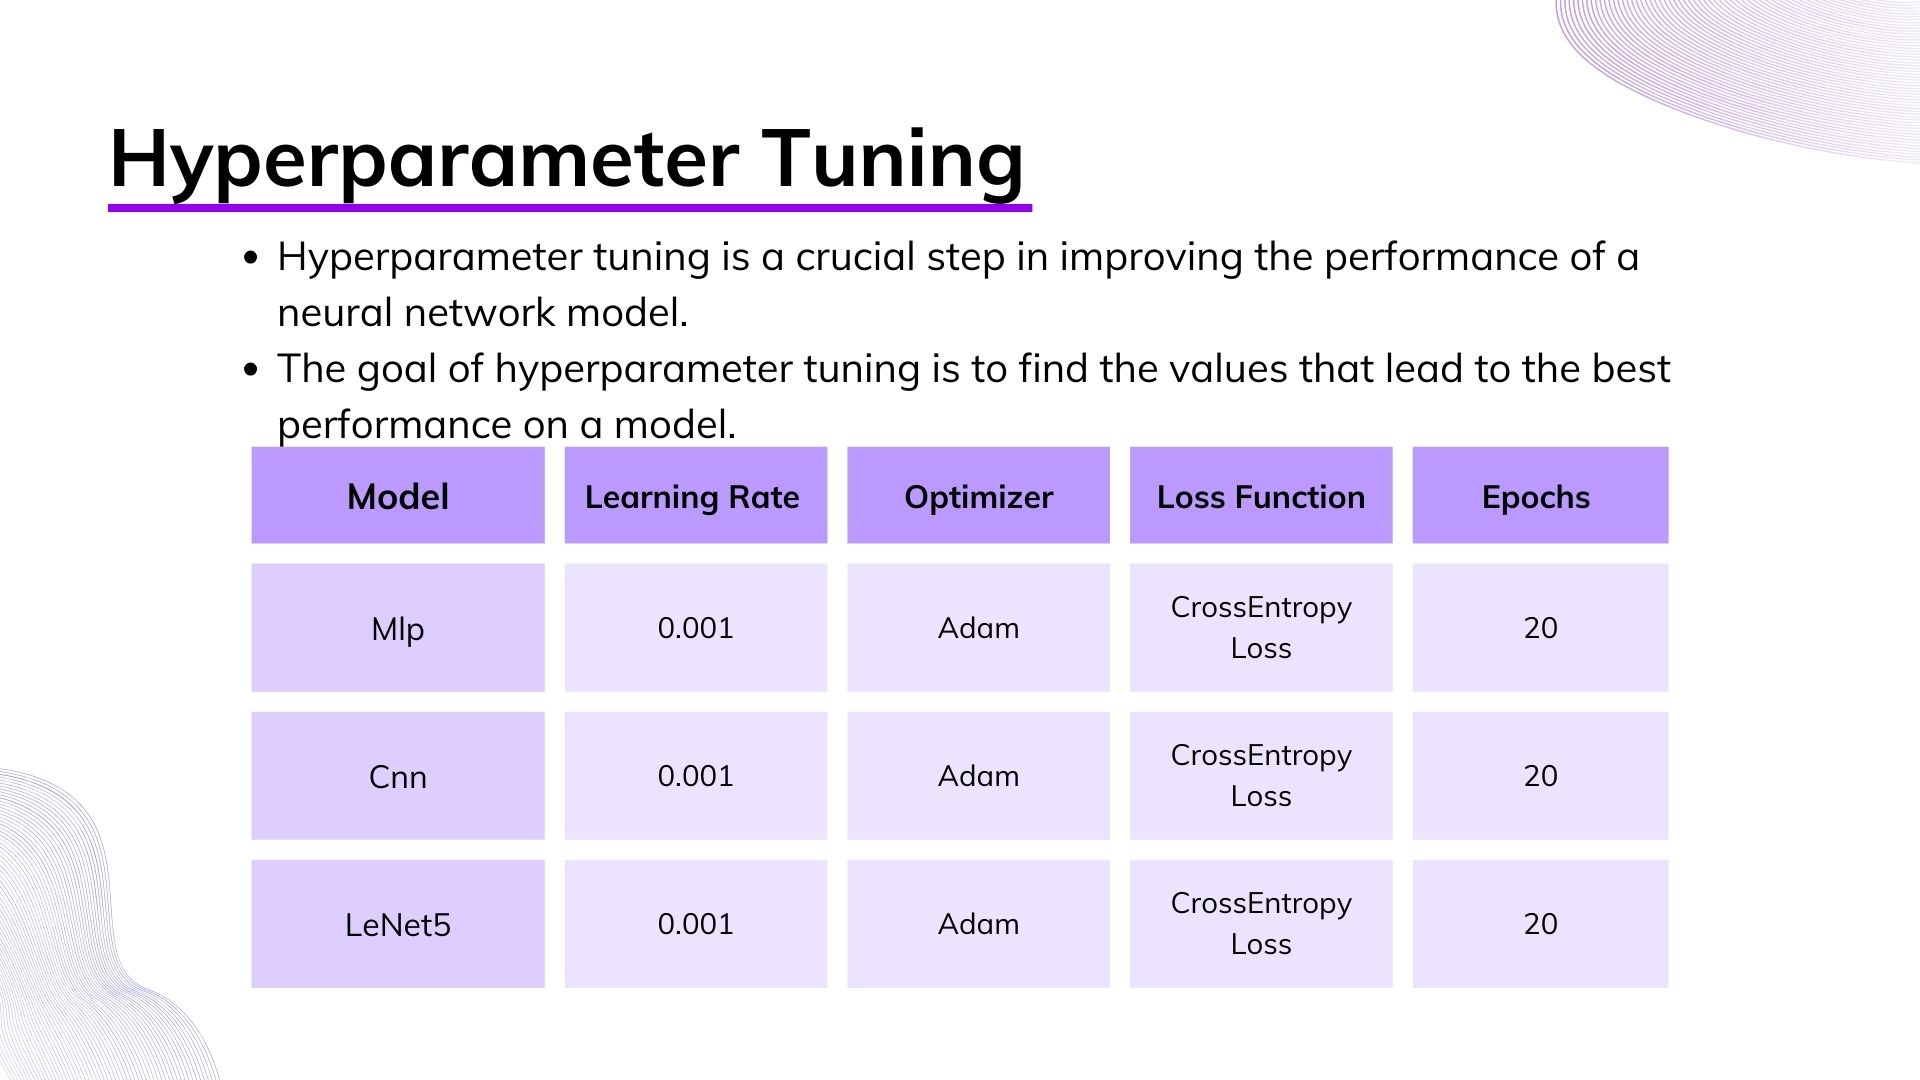 Hyperparameter Tuning
• Hyperparameter tuning is a crucial step in improving the performance of a
neural network model.
• The goal of hyperparameter tuning is to find the values that lead to the best
performance on a model.
Model Learning Rate Optimizer Loss Function Epochs
Mlp 0.001 Adam CrossEntropy Loss 20
Cnn 0.001 Adam CrossEntropy Loss 20
LeNet5 0.001 Adam CrossEntropy Loss 20